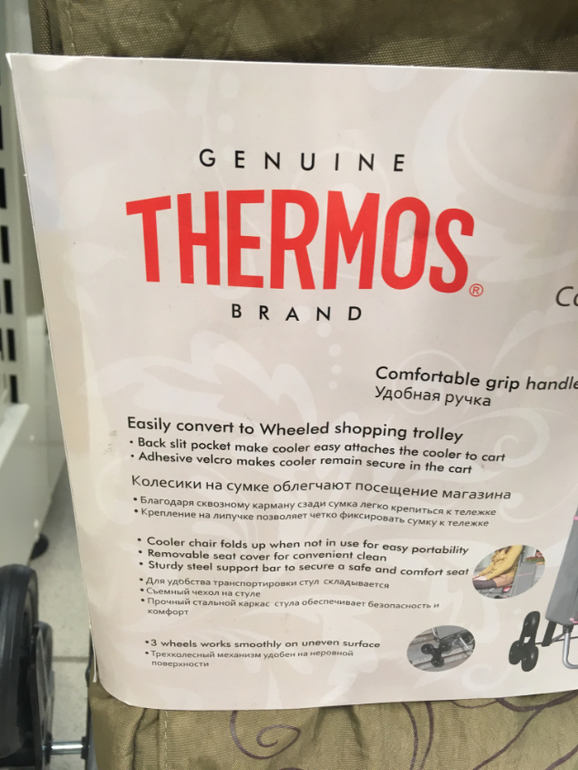 GENUINE
THERMOS®
BRAND
Comfortable grip handle
Удобная ручка
Easily convert to Wheeled shopping trolley
• Back slit pocket make cooler easy attaches the cooler to cart
• Adhesive velcro makes cooler remain secure in the cart
Колесики на сумке облегчают посещение магазина
• Благодаря сквозному карману сзади сумка легко крепиться к тележке
• Крепление на липучке позволяет четко фиксировать сумку к тележке
• Cooler chair folds up when not in use for easy portability
• Removable seat cover for convenient clean
• Sturdy steel support bar to secure a safe and comfort seat
• Для удобства транспортировки стул складывается
• Съемный чехол на стуле
• Прочный стальной каркас стула обеспечивает безопасность и
комфорт
• 3 wheels works smoothly on uneven surface
• Трехколесный механизм удобен на неровной
поверхности